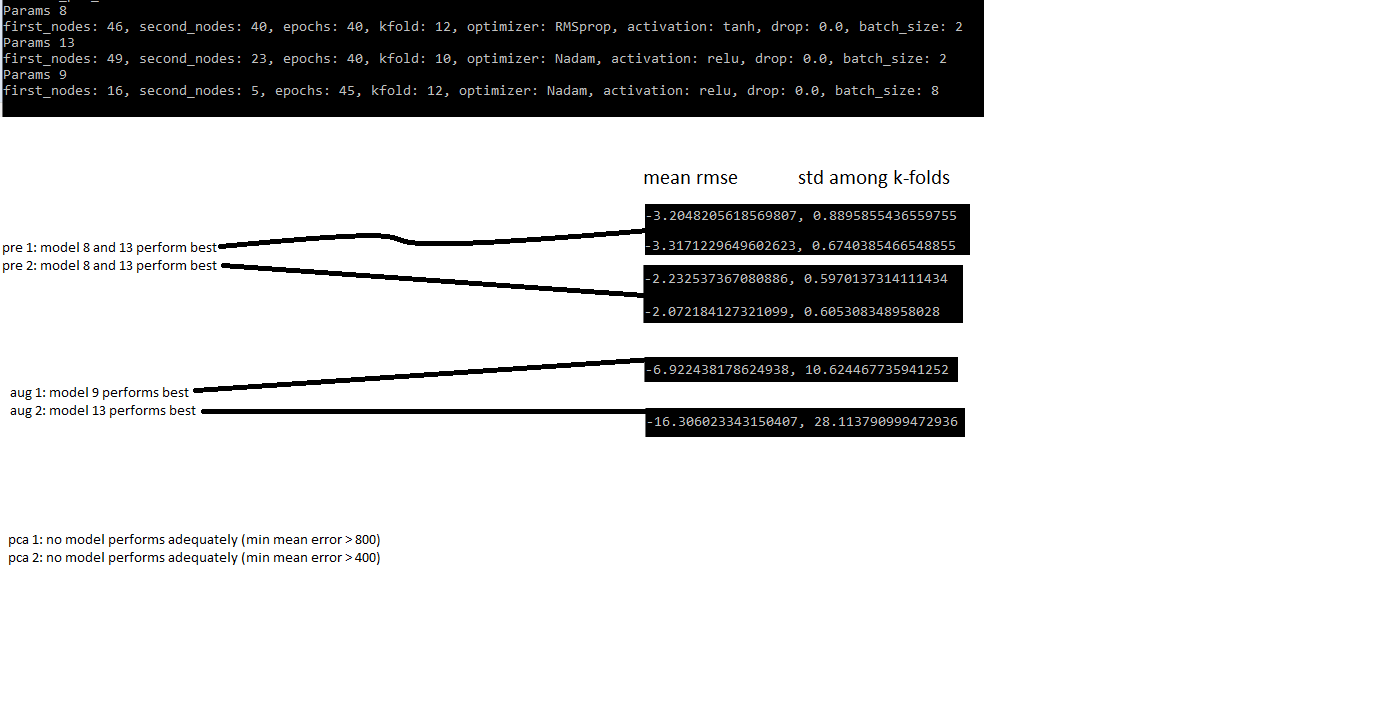 Params 8
first_nodes: 46, second_nodes: 40, epochs: 40, kfold: 12, optimizer: RMSprop, activation: tanh, drop: 0.0, batch_size: 2
Params 13
first_nodes: 49, second_nodes: 23, epochs: 40, kfold: 10, optimizer: Nadam, activation: relu, drop: 0.0, batch_size: 2
Params 9
first_nodes: 16, second_nodes: 5, epochs: 45, kfold: 12, optimizer: Nadam, activation: relu, drop: 0.0, batch_size: 8
mean rmse std among k-folds
-3.2048205618569807, 0.8895855436559755
pre 1: model 8 and 13 perform best -3.3171229649602623, 0.6740385466548855
pre 2: model 8 and 13 perform best -2.232537367080886, 0.5970137314111434
-2.072184127321099, 0.605308348958028
-6.922438178624938, 10.624467735941252
aug 1: model 9 performs best
aug 2: model 13 performs best -16.306023343150407, 28.113790999472936
pca 1: no model performs adequately (min mean error > 800)
pca 2: no model performs adequately (min mean error > 400)